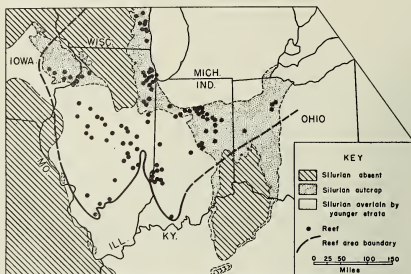 WISC.
IOWA
MICH.
IND.
OHIO
MO.
ILL.
KY.
KEY
Silurian absent
Silurian outcrop
Silurian overlain by
younger strata
Reef
Reef area boundary
0 25 50 100 150
Miles